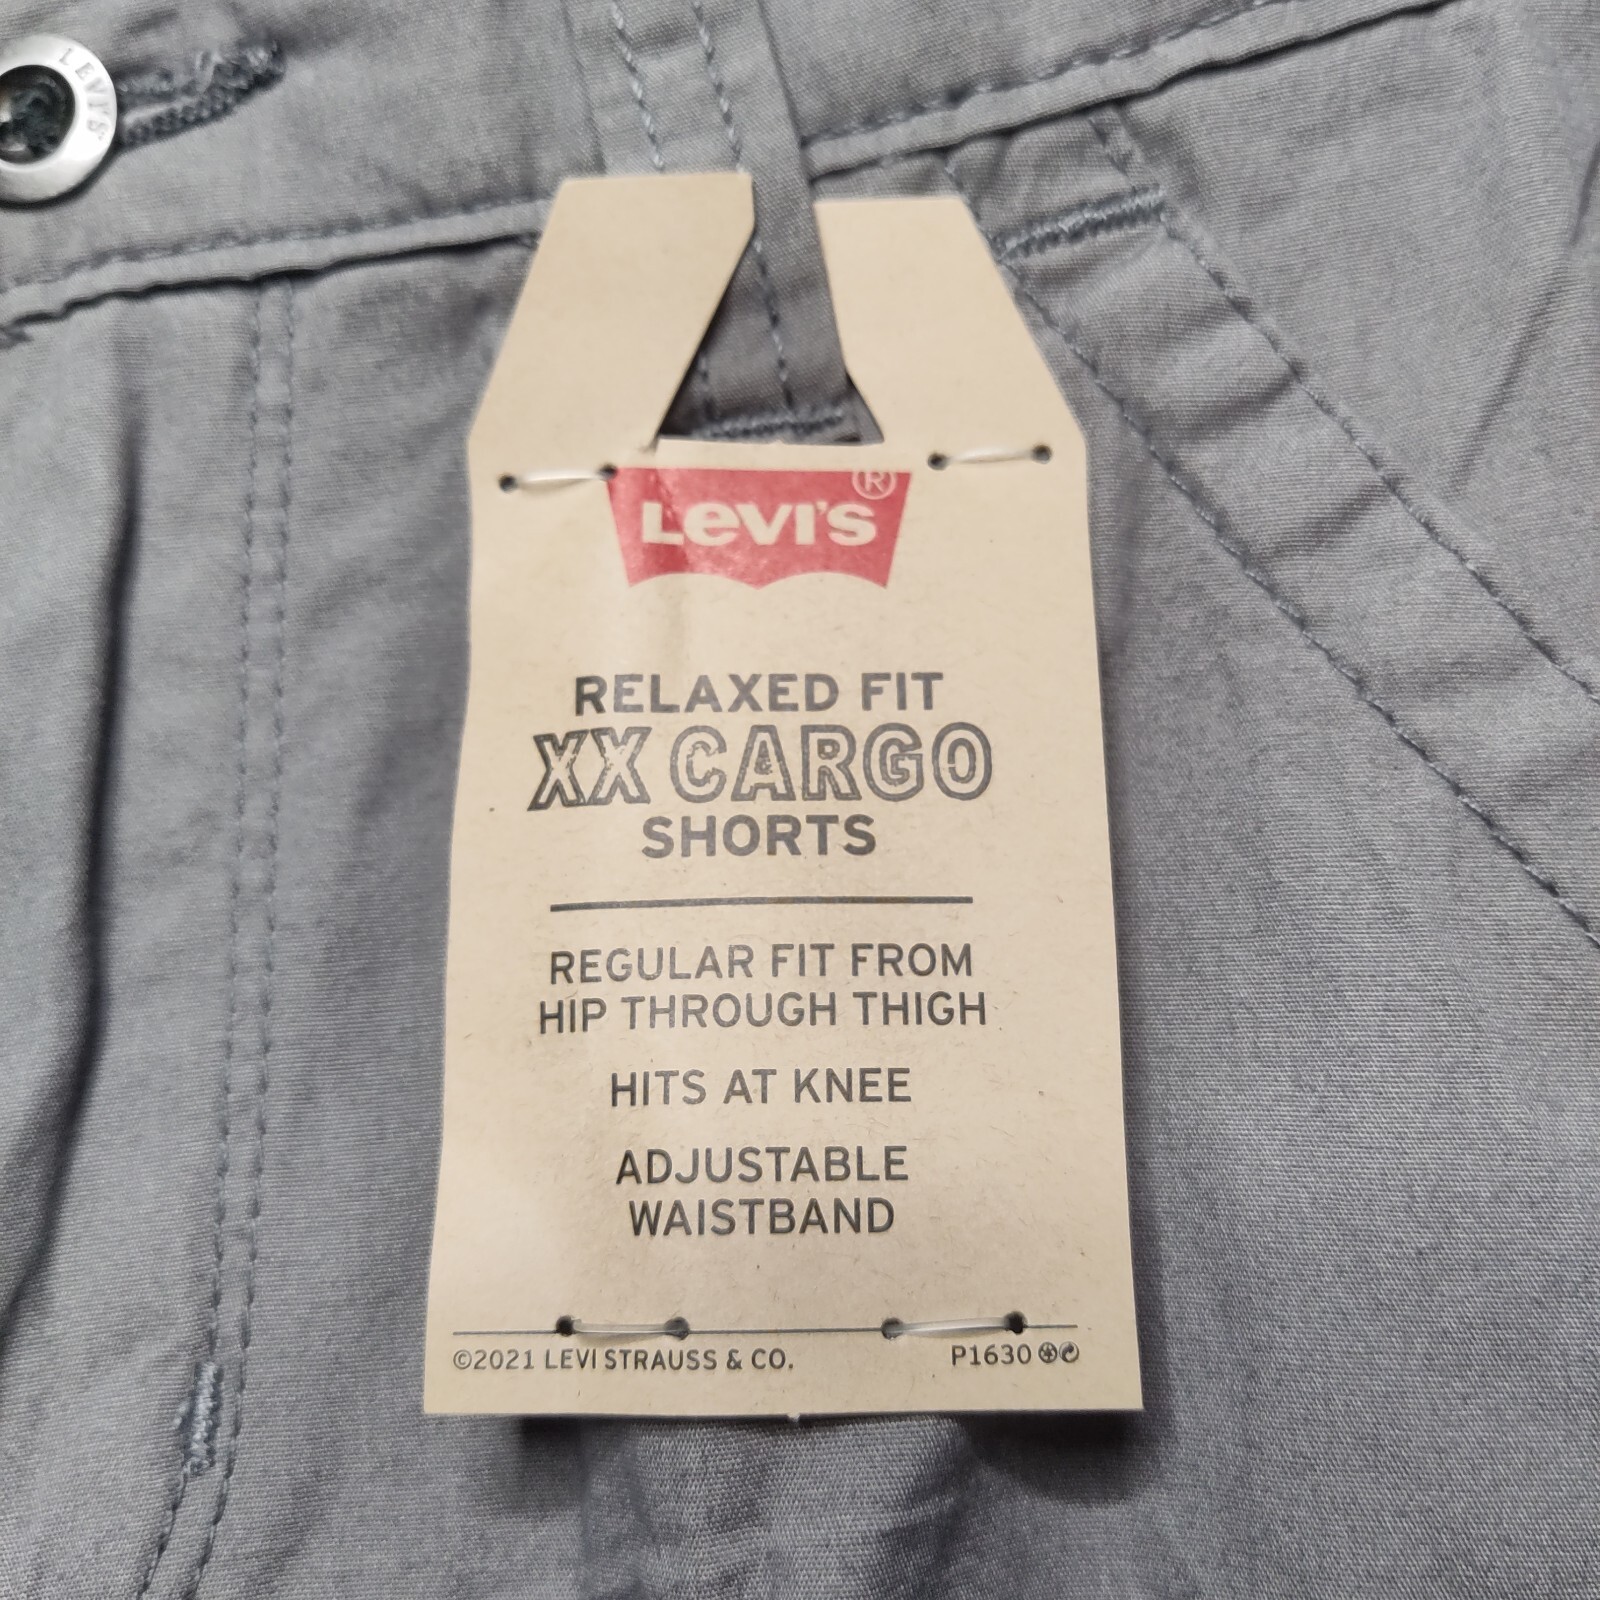 LEVI'S
Levi's®
RELAXED FIT
XX CARGO
SHORTS
REGULAR FIT FROM
HIP THROUGH THIGH
HITS AT KNEE
ADJUSTABLE
WAISTBAND
©2021 LEVI STRAUSS & CO. P1630